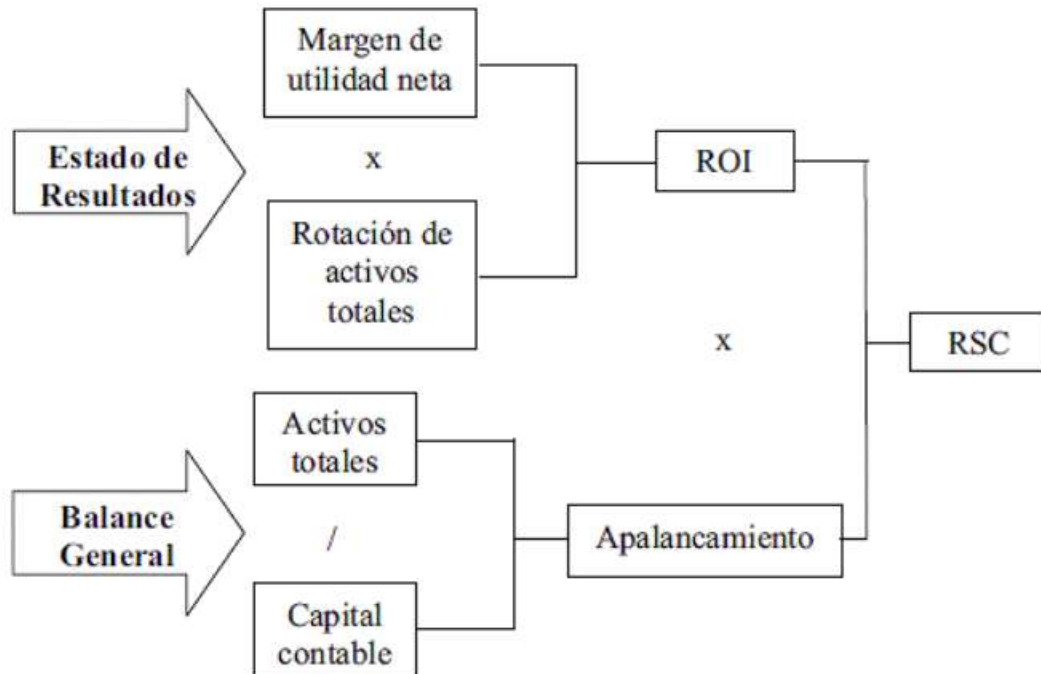 Margen de
utilidad neta
Estado de
Resultados
x
ROI
Rotación de
activos
totales
x
RSC
Activos
totales
Balance
General
/
Apalancamiento
Capital
contable